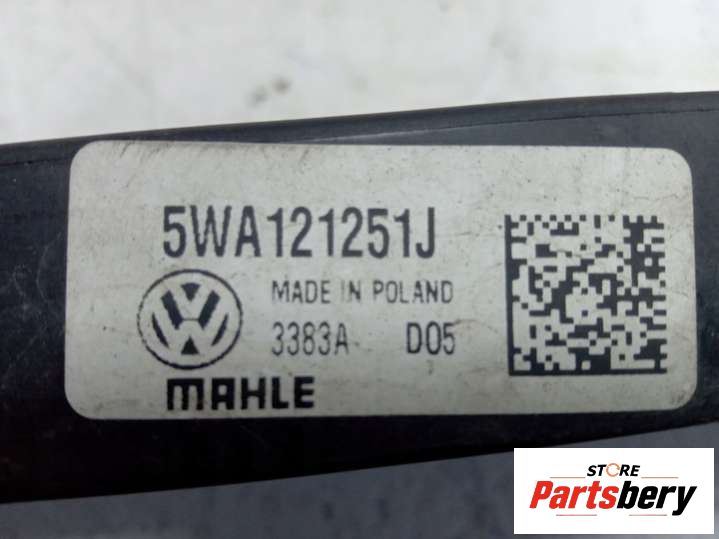 5WA121251J
MADE IN POLAND
3383A D05
MAHLE
STORE
Partsbery